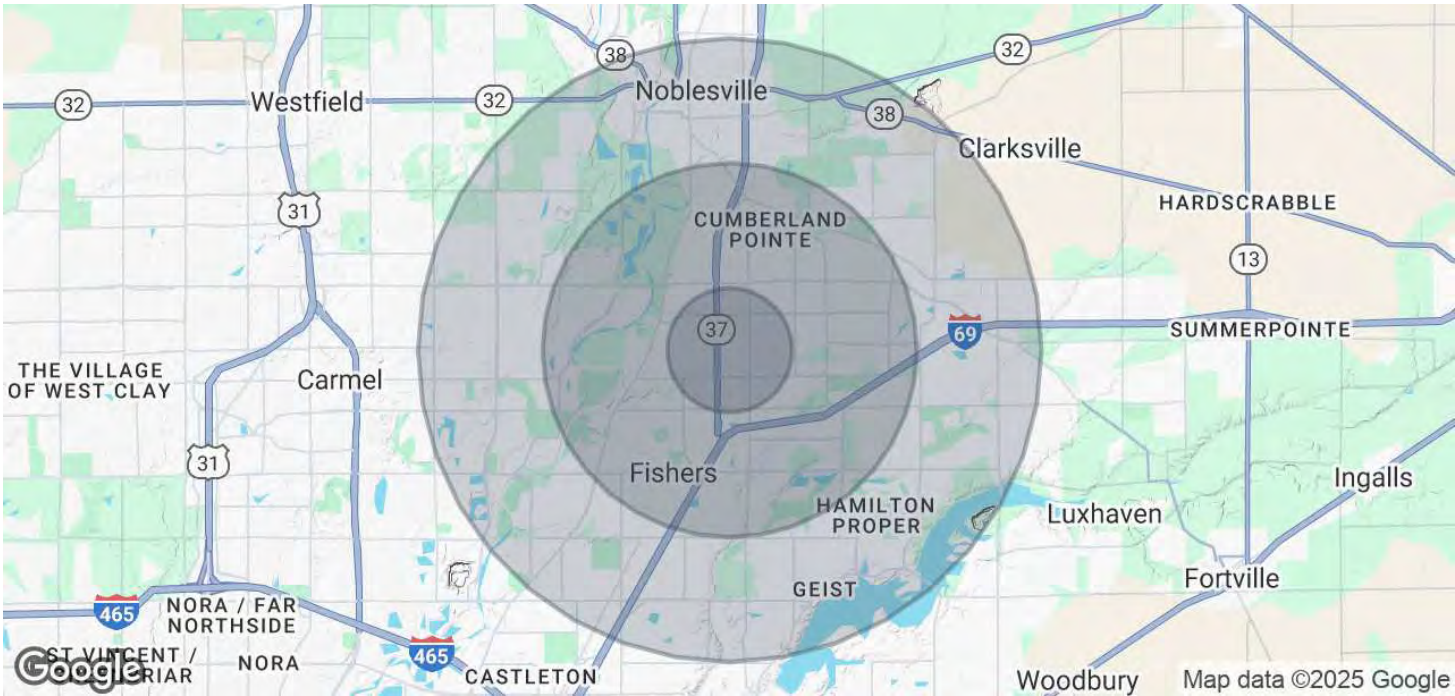 38
32
32
Westfield
32
Noblesville
38
Clarksville
31
CUMBERLAND
POINTE
HARDSCRABBLE
13
37
69
SUMMERPOINTE
THE VILLAGE
OF WEST CLAY
Carmel
31
Fishers
HAMILTON
PROPER
Ingalls
Luxhaven
GEIST
Fortville
465
NORA / FAR
NORTHSIDE
465
ST VINCENT /
NORA
CASTLETON
Woodbury
Google
Map data ©2025 Google